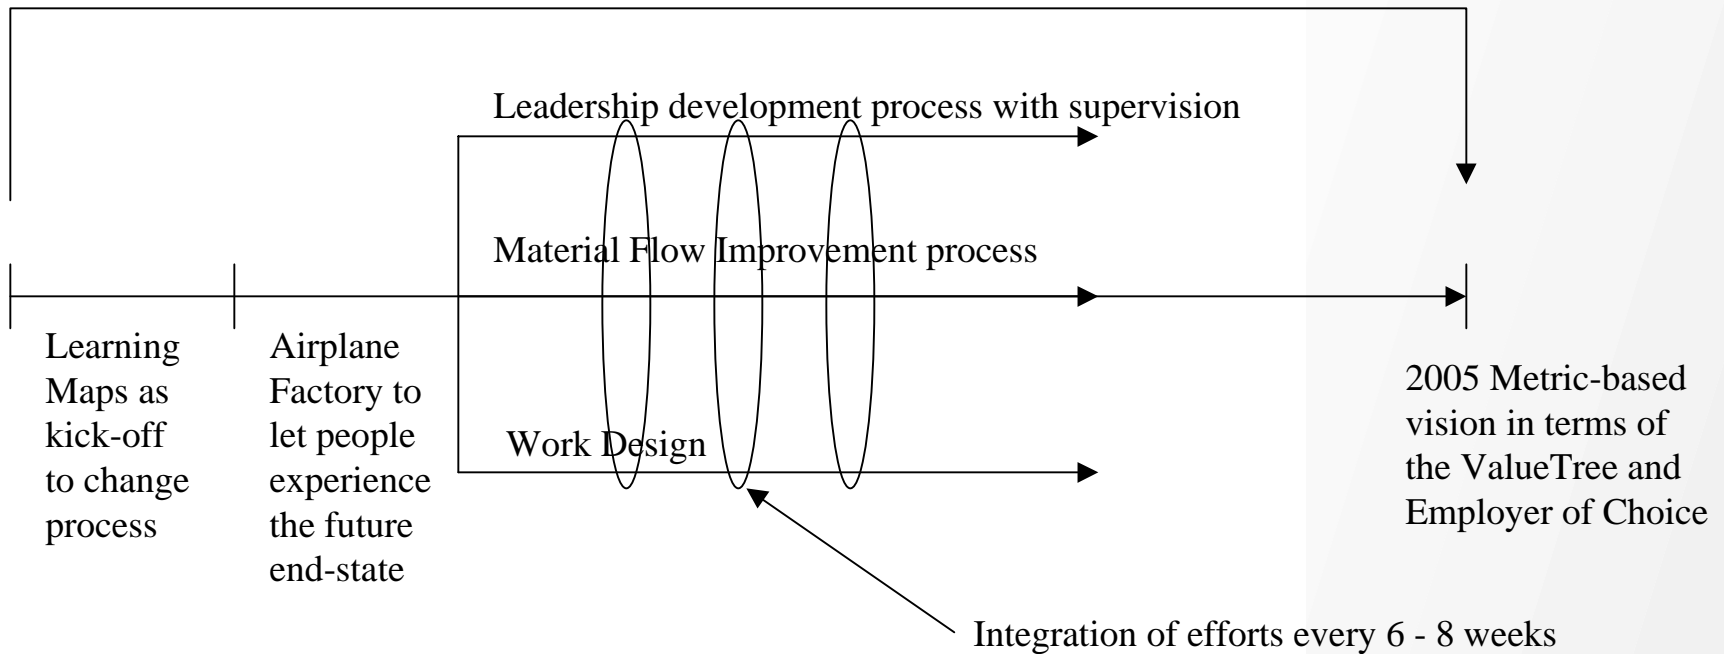 Leadership development process with supervision
Material Flow Improvement process
Learning
Maps as
kick-off
to change
process
Airplane
Factory to
let people
experience
the future
end-state
Work Design
2005 Metric-based
vision in terms of
the ValueTree and
Employer of Choice
Integration of efforts every 6 - 8 weeks